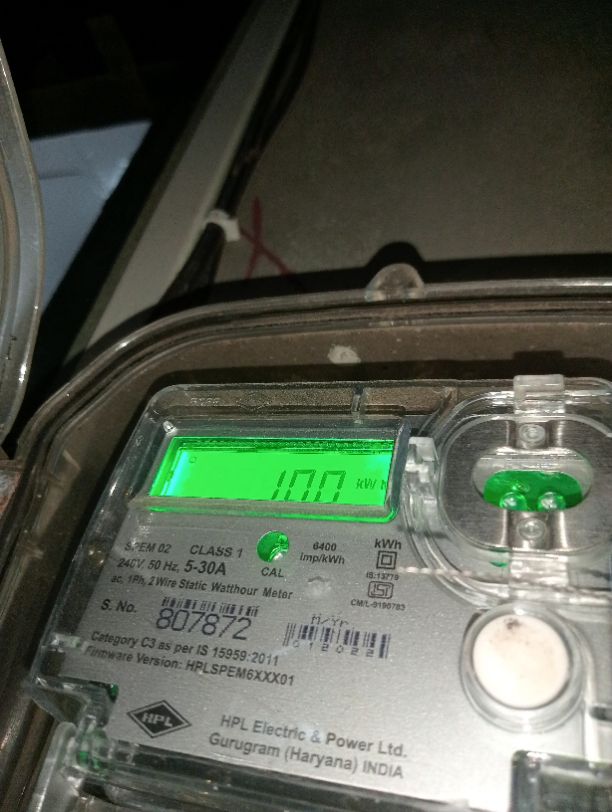 100 kWh
SPEM 02 CLASS 1
6400 imp/kWh
kWh
240V, 50 Hz, 5-30A
CAL
IS:13779
ac, 1Ph, 2 Wire Static Watthour Meter
CM/L-9190783
S. No. 807872
M/Yr
012022
Category C3 as per IS 15959:2011
Firmware Version: HPLSPEM6XXX01
HPL
HPL Electric & Power Ltd.
Gurugram (Haryana) INDIA